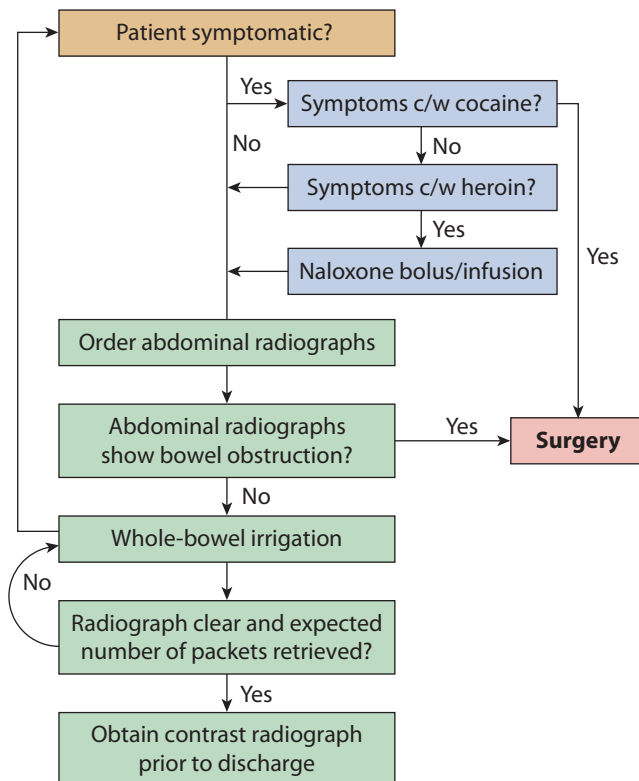 Patient symptomatic?
Yes
Symptoms c/w cocaine?
No
No
Symptoms c/w heroin?
Yes
Yes
Naloxone bolus/infusion
Order abdominal radiographs
Abdominal radiographs
show bowel obstruction?
Yes
Surgery
No
Whole-bowel irrigation
No
Radiograph clear and expected
number of packets retrieved?
Yes
Obtain contrast radiograph
prior to discharge